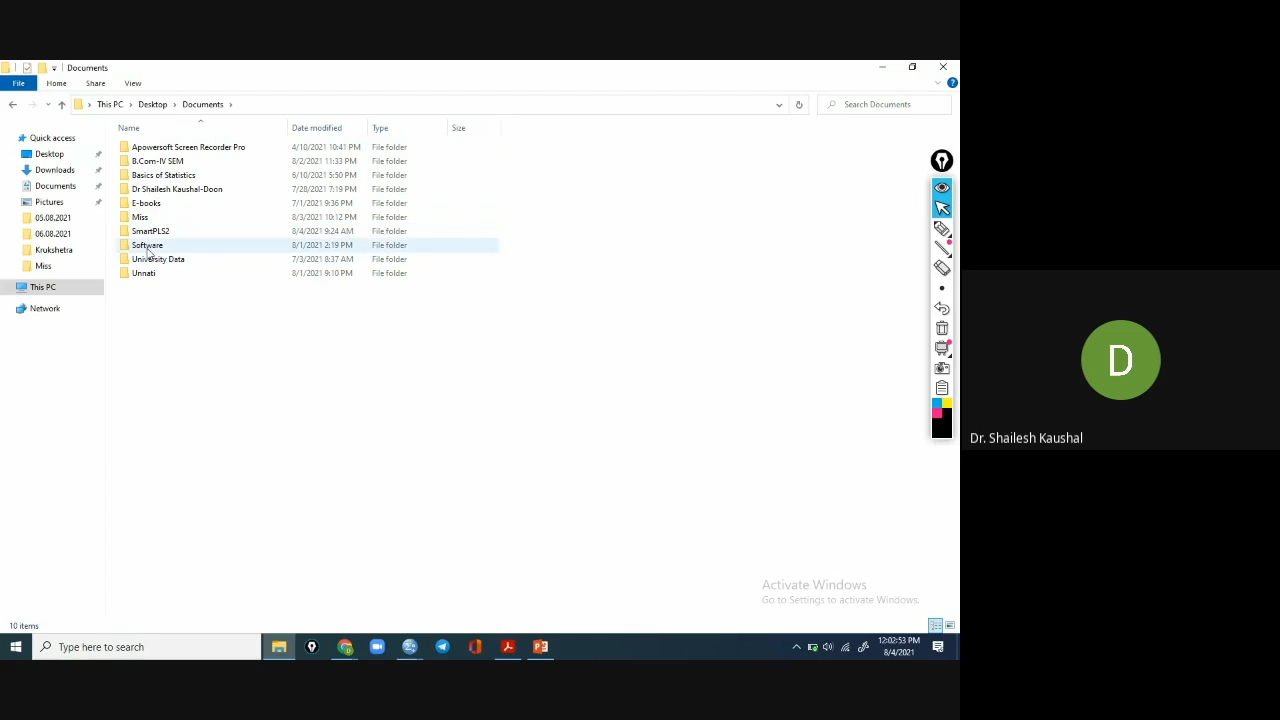 Documents
File Home Share View
This PC Desktop Documents Search Documents
Name Date modified Type Size
Quick access
Desktop
Downloads
Documents
Pictures
05.08.2021
06.08.2021
Krukshetra
Miss
This PC
Network
Apowersoft Screen Recorder Pro 4/10/2021 10:41 PM File folder
B.Com-IV SEM 8/2/2021 11:33 PM File folder
Basics of Statistics 6/10/2021 5:50 PM File folder
Dr Shailesh Kaushal-Doon 7/28/2021 7:19 PM File folder
E-books 7/1/2021 9:36 PM File folder
Miss 8/3/2021 10:12 PM File folder
SmartPLS2 8/4/2021 9:24 AM File folder
Software 8/1/2021 2:19 PM File folder
University Data 7/3/2021 8:37 AM File folder
Unnati 8/1/2021 9:10 PM File folder
D
Dr. Shailesh Kaushal
Activate Windows
Go to Settings to activate Windows.
10 items
Type here to search
12:02:53 PM
8/4/2021